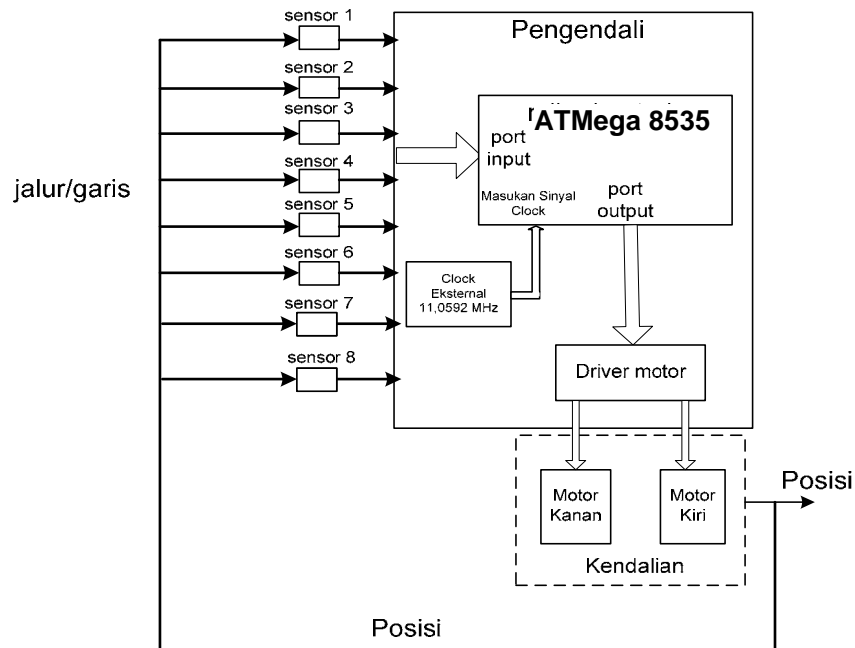 sensor 1
sensor 2
sensor 3
sensor 4
sensor 5
sensor 6
sensor 7
sensor 8
jalur/garis
Pengendali
ATMega 8535
port
input
Masukan Sinyal
Clock
port
output
Clock
Eksternal
11,0592 MHz
Driver motor
Motor
Kanan
Motor
Kiri
Kendalian
Posisi
Posisi